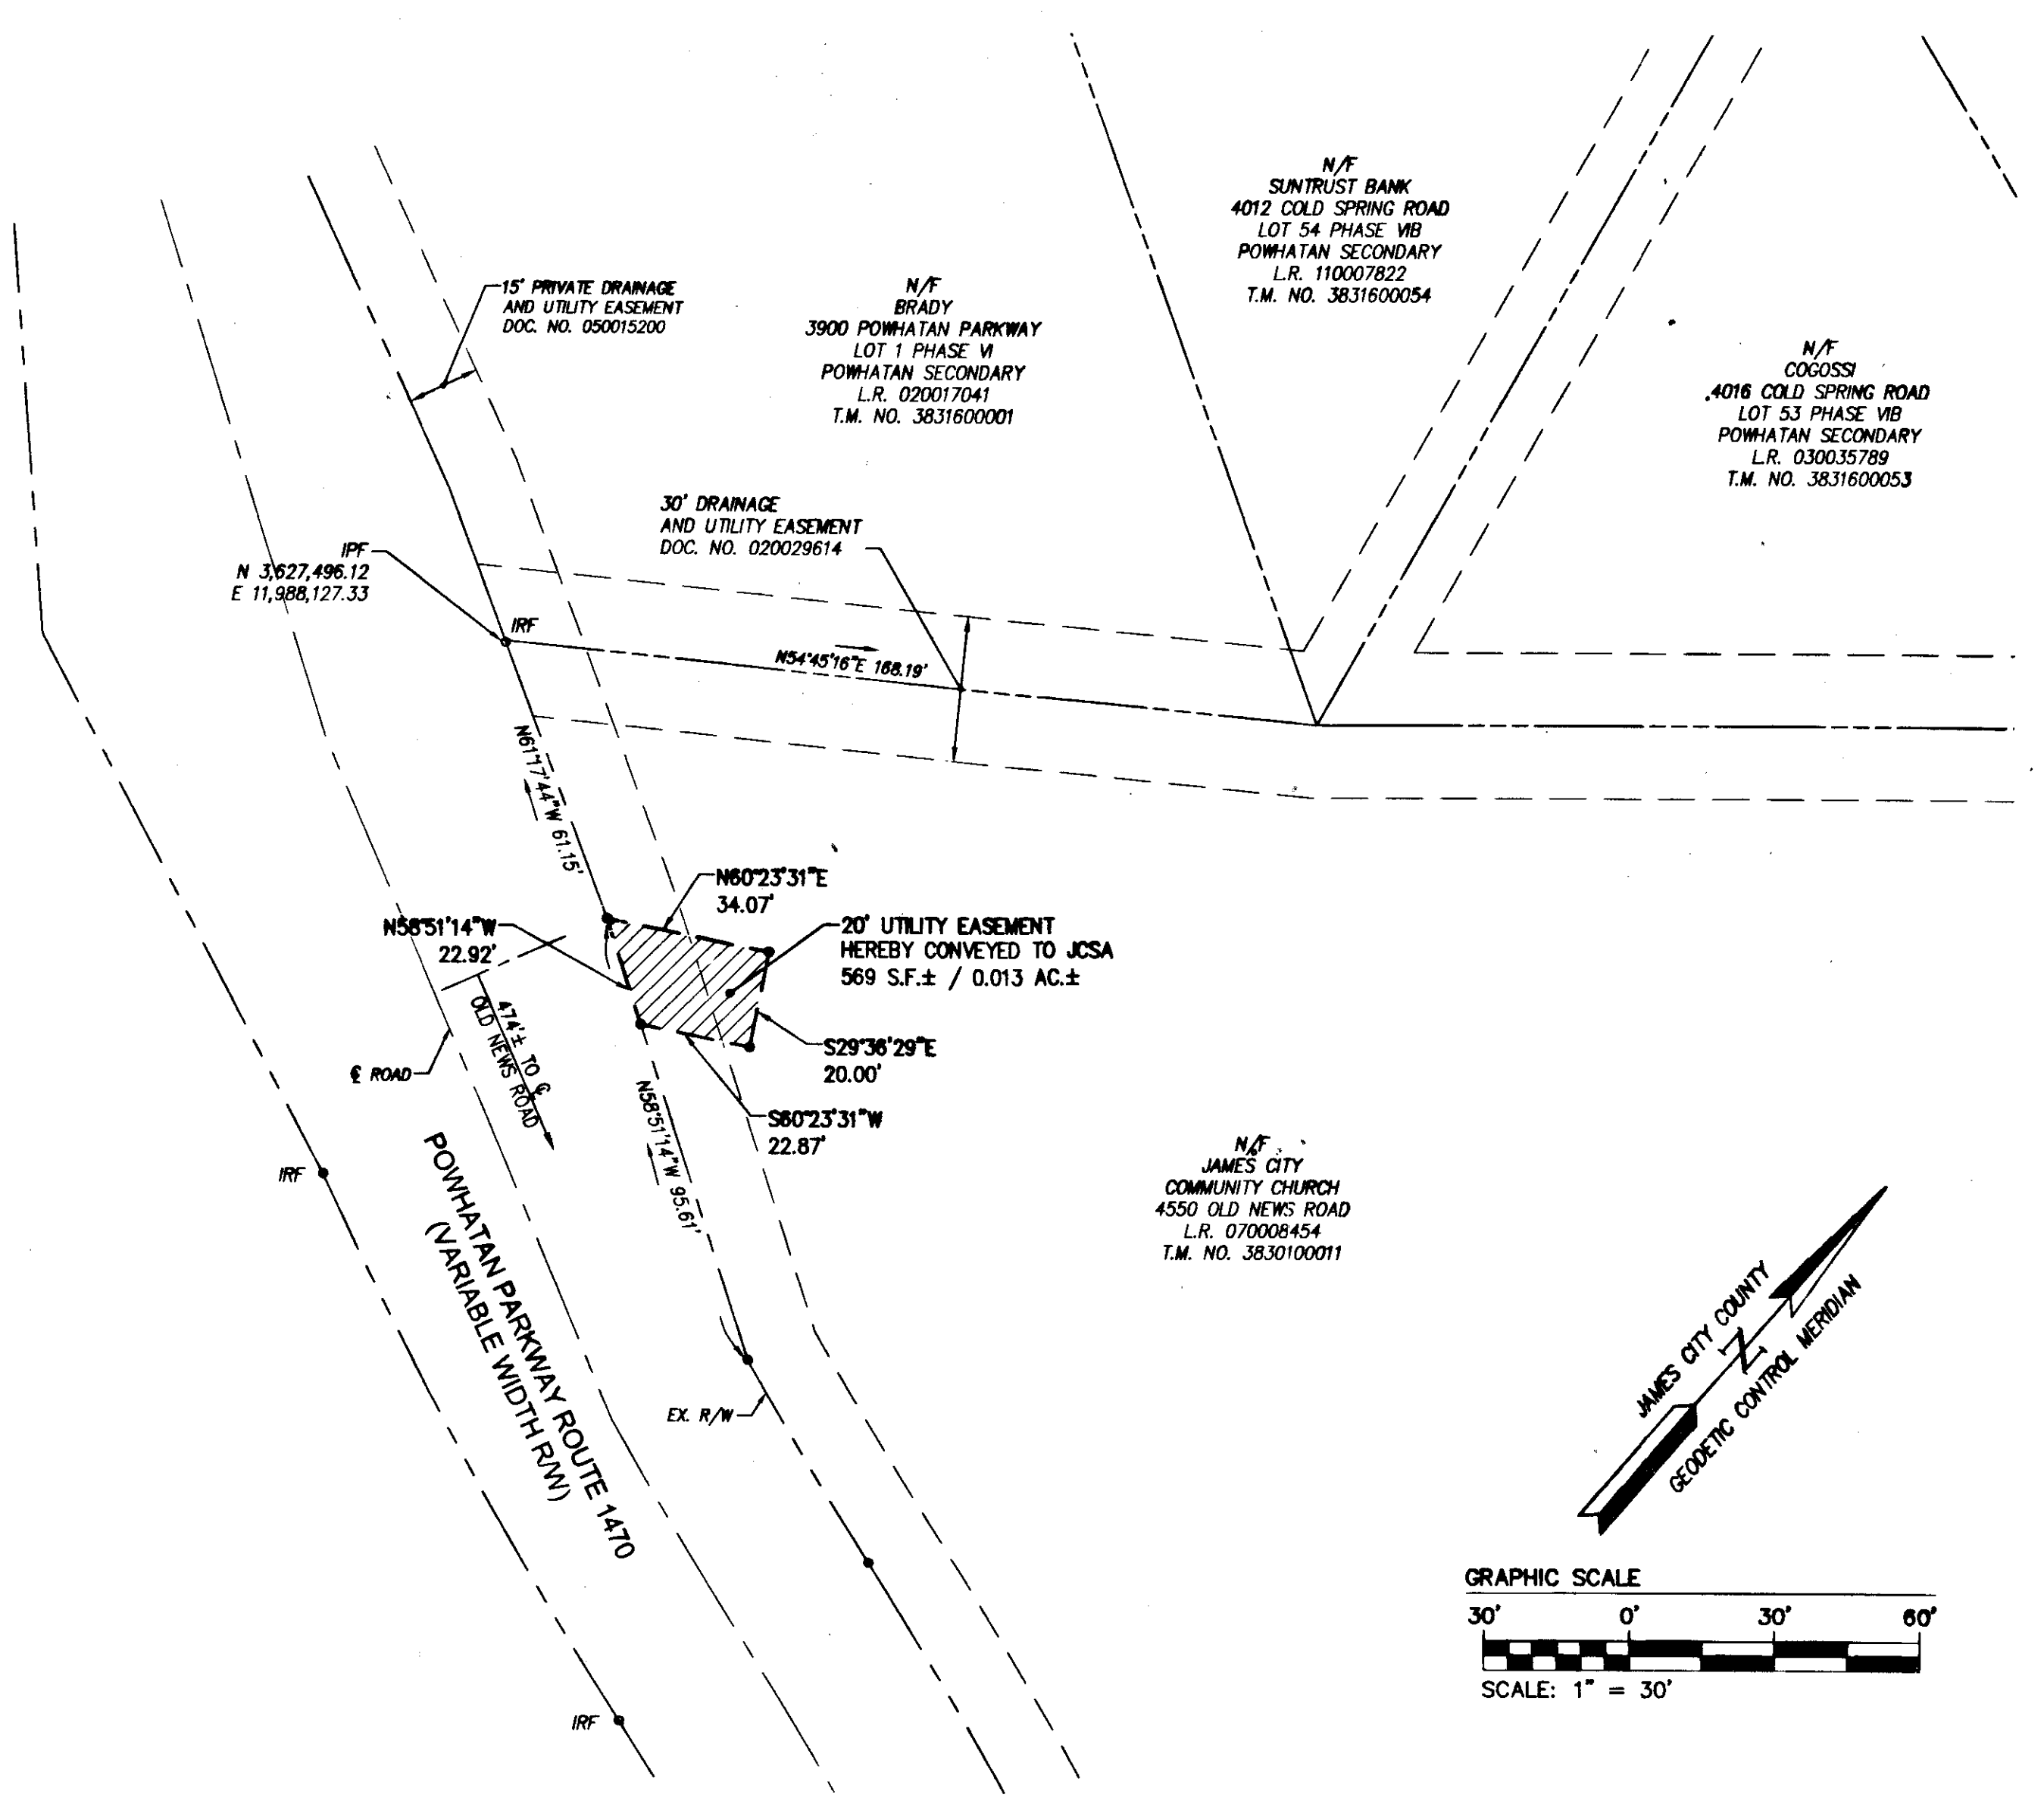 N/F
SUNTRUST BANK
4012 COLD SPRING ROAD
LOT 54 PHASE VIB
POWHATAN SECONDARY
L.R. 110007822
T.M. NO. 3831600054
15' PRIVATE DRAINAGE
AND UTILITY EASEMENT
DOC. NO. 050015200
N/F
BRADY
3900 POWHATAN PARKWAY
LOT 1 PHASE VI
POWHATAN SECONDARY
L.R. 020017041
T.M. NO. 3831600001
N/F
COGOSSI
4016 COLD SPRING ROAD
LOT 53 PHASE VIB
POWHATAN SECONDARY
L.R. 030035789
T.M. NO. 3831600053
30' DRAINAGE
AND UTILITY EASEMENT
DOC. NO. 020029614
IPF
N 3,627,496.12
E 11,988,127.33
IRF
N54°45'16"E 168.19'
N61°17'44"W 61.15'
N60°23'31"E
34.07'
N58°51'14"W
22.92'
20' UTILITY EASEMENT
HEREBY CONVEYED TO JCSA
569 S.F.± / 0.013 AC.±
474'± TO ℄
OLD NEWS ROAD
℄ ROAD
S29°36'29"E
20.00'
S60°23'31"W
22.87'
N58°51'14"W 95.61'
IRF
POWHATAN PARKWAY ROUTE 1470
(VARIABLE WIDTH R/W)
N/F
JAMES CITY
COMMUNITY CHURCH
4550 OLD NEWS ROAD
L.R. 070008454
T.M. NO. 3830100011
EX. R/W
JAMES CITY COUNTY
N
GEODETIC CONTROL MERIDIAN
IRF
GRAPHIC SCALE
30' 0' 30' 60'
SCALE: 1" = 30'